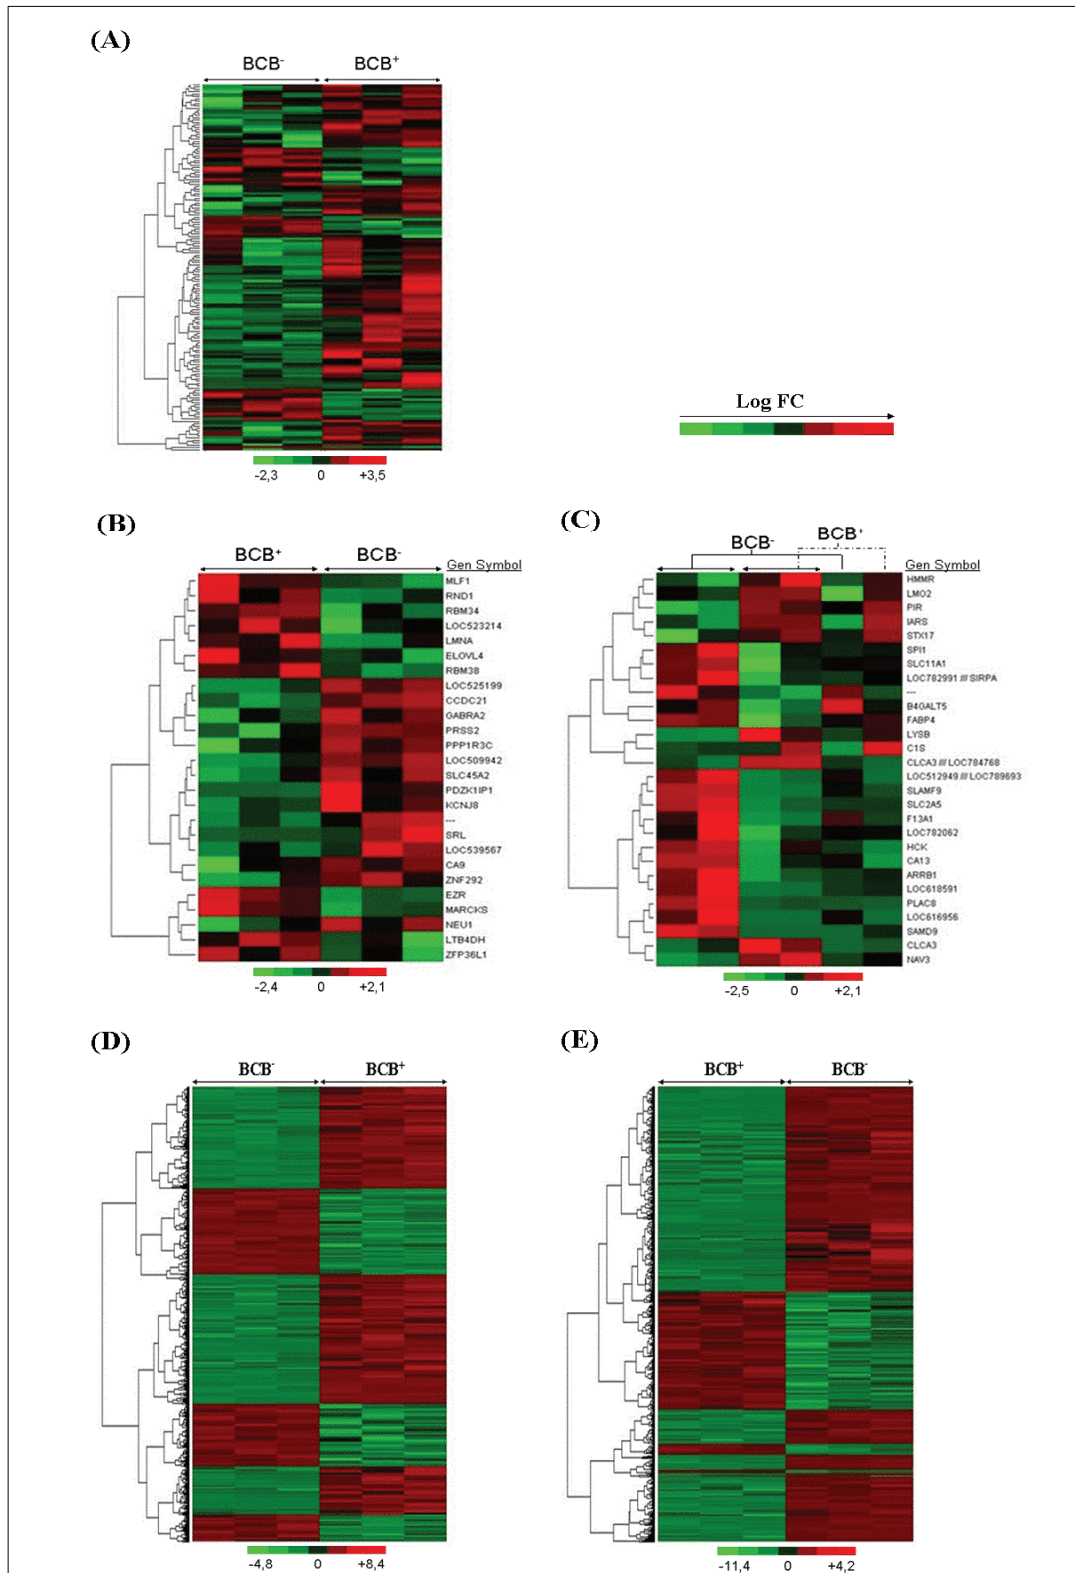 (A)
BCB- BCB+
-2,3 0 +3,5
Log FC
(B)
BCB+ BCB-
Gen Symbol
MLF1
RND1
RBM34
LOC523214
LMNA
ELOVL4
RBM38
LOC525199
CCDC21
GABRA2
PRSS2
PPP1R3C
LOC509942
SLC45A2
PDZK1IP1
KCNJ8
---
SRL
LOC539567
CA9
ZNF292
EZR
MARCKS
NEU1
LTB4DH
ZFP36L1
-2,4 0 +2,1
(C)
BCB- BCB+
Gen Symbol
HMMR
LMO2
PIR
IARS
STX17
SPI1
SLC11A1
LOC782991 /// SIRPA
---
B4GALT5
FABP4
LYSB
C1S
CLCA3 /// LOC784768
LOC512949 /// LOC789693
SLAMF9
SLC2A5
F13A1
LOC782062
HCK
CA13
ARRB1
LOC618591
PLAC8
LOC616956
SAMD9
CLCA3
NAV3
-2,5 0 +2,1
(D)
BCB- BCB+
-4,8 0 +8,4
(E)
BCB+ BCB-
-11,4 0 +4,2